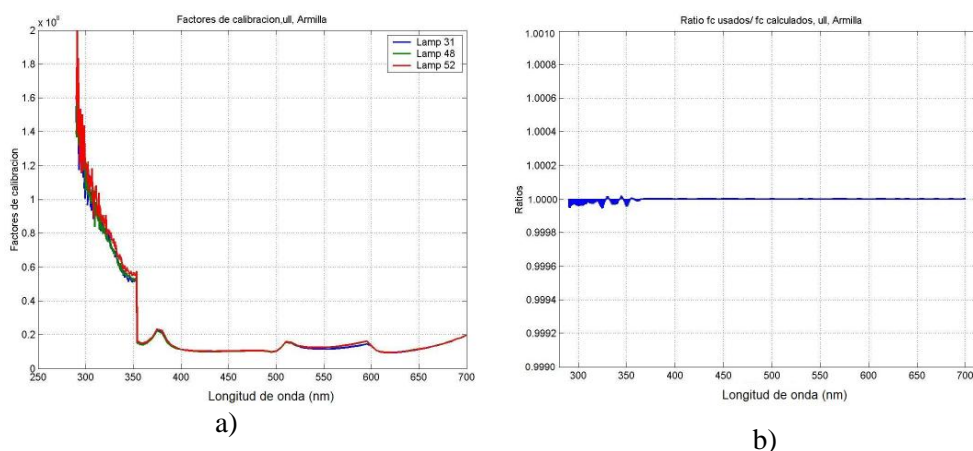 Factores de calibracion,ull, Armilla
x 10⁸
2
1.8
1.6
1.4
1.2
1
0.8
0.6
0.4
0.2
0
Factores de calibracion
Lamp 31
Lamp 48
Lamp 52
250 300 350 400 450 500 550 600 650 700
Longitud de onda (nm)
a)
Ratio fc usados/ fc calculados, ull, Armilla
1.0010
1.0008
1.0006
1.0004
1.0002
1.0000
0.9998
0.9996
0.9994
0.9992
0.9990
Ratios
300 350 400 450 500 550 600 650 700
Longitud de onda (nm)
b)